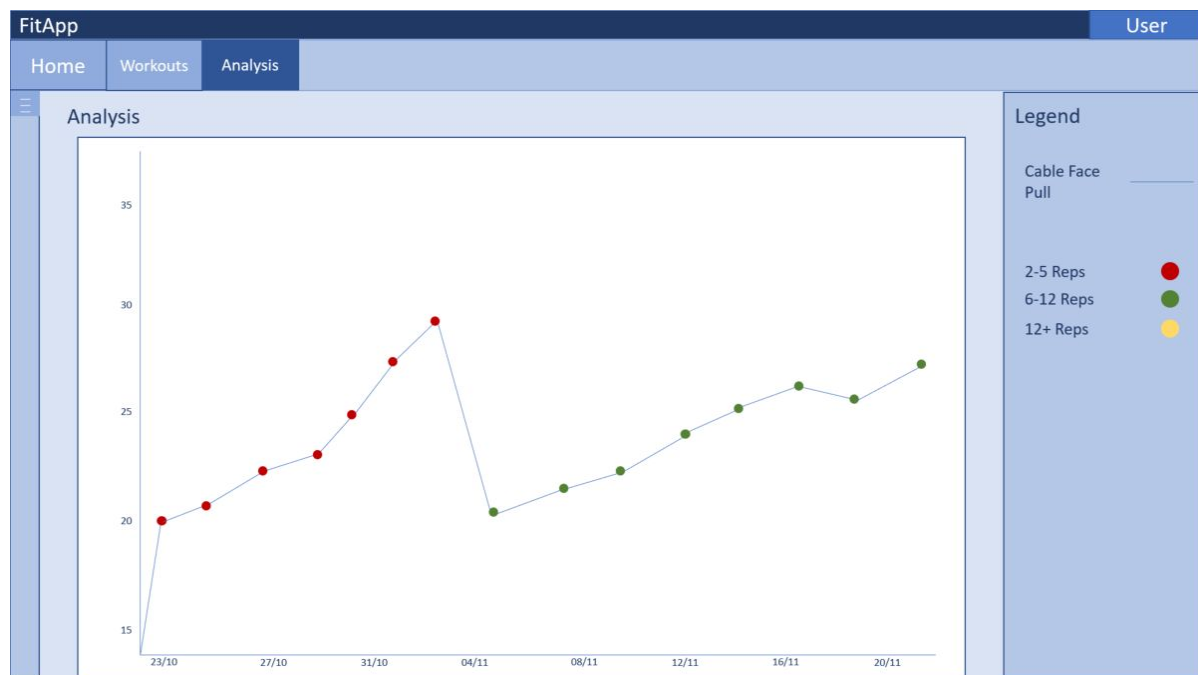 FitApp
User
Home
Workouts
Analysis
Analysis
Legend
Cable Face
Pull
2-5 Reps
6-12 Reps
12+ Reps
35
30
25
20
15
23/10
27/10
31/10
04/11
08/11
12/11
16/11
20/11